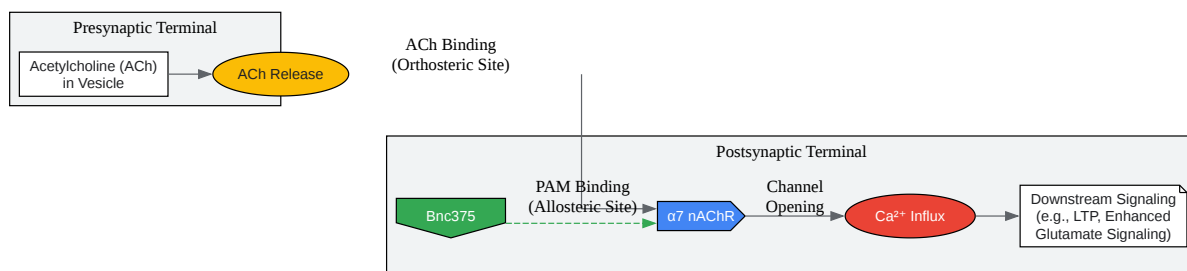 Presynaptic Terminal
Acetylcholine (ACh)
in Vesicle
ACh Release
ACh Binding
(Orthosteric Site)
Postsynaptic Terminal
Bnc375
PAM Binding
(Allosteric Site)
α7 nAChR
Channel
Opening
Ca²⁺ Influx
Downstream Signaling
(e.g., LTP, Enhanced
Glutamate Signaling)